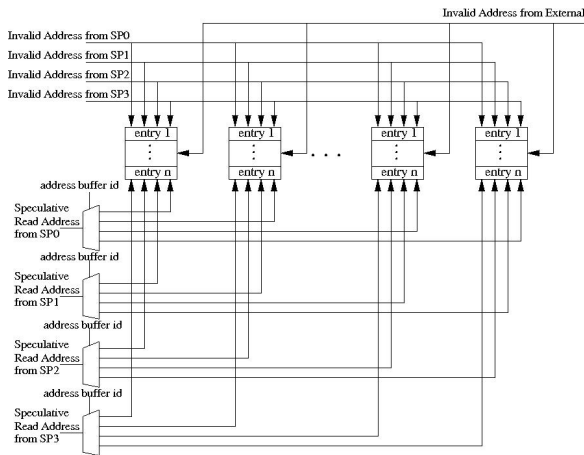 Invalid Address from External
Invalid Address from SP0
Invalid Address from SP1
Invalid Address from SP2
Invalid Address from SP3
entry 1 entry 1 entry 1 entry 1
entry n entry n entry n entry n
address buffer id
Speculative
Read Address
from SP0
address buffer id
Speculative
Read Address
from SP1
address buffer id
Speculative
Read Address
from SP2
address buffer id
Speculative
Read Address
from SP3